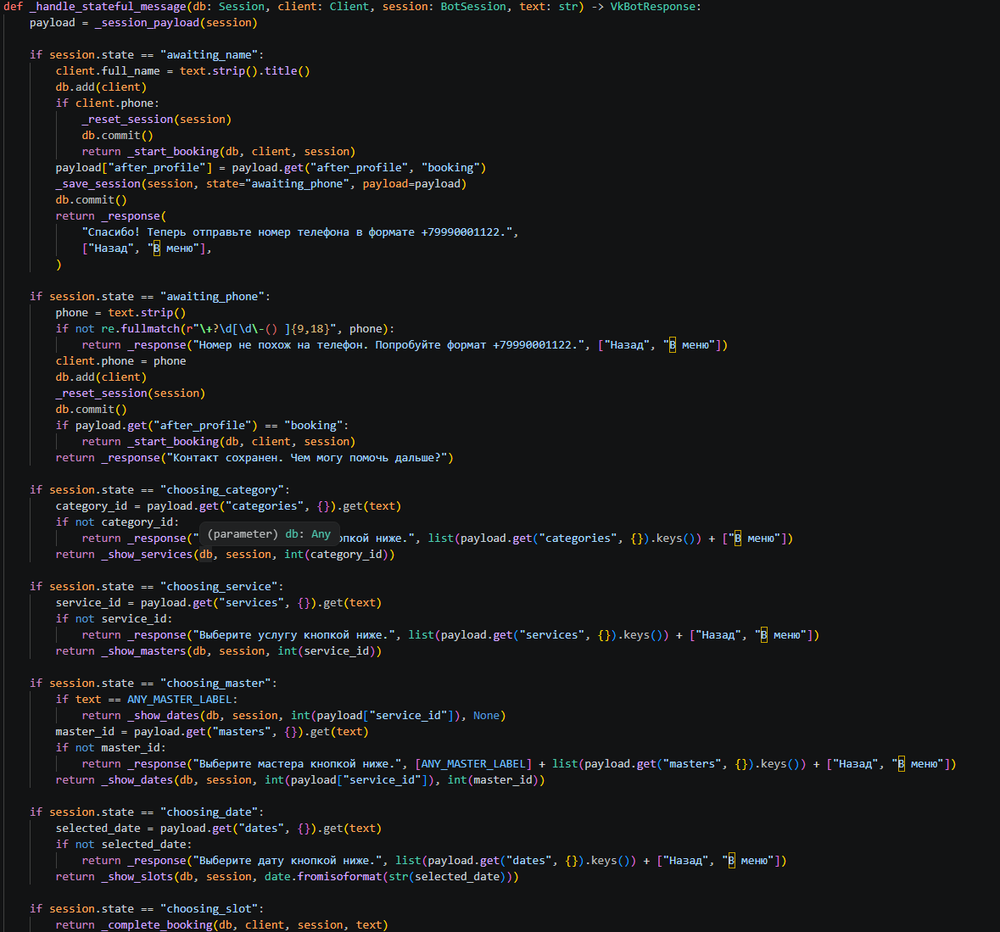 def _handle_stateful_message(db: Session, client: Client, session: BotSession, text: str) -> VkBotResponse:
    payload = _session_payload(session)

    if session.state == "awaiting_name":
        client.full_name = text.strip().title()
        db.add(client)
        if client.phone:
            _reset_session(session)
            db.commit()
            return _start_booking(db, client, session)
        payload["after_profile"] = payload.get("after_profile", "booking")
        _save_session(session, state="awaiting_phone", payload=payload)
        db.commit()
        return _response(
            "Спасибо! Теперь отправьте номер телефона в формате +79990001122.",
            ["Назад", "В меню"],
        )

    if session.state == "awaiting_phone":
        phone = text.strip()
        if not re.fullmatch(r"\+?\d[\d\-() ]{9,18}", phone):
            return _response("Номер не похож на телефон. Попробуйте формат +79990001122.", ["Назад", "В меню"])
        client.phone = phone
        db.add(client)
        _reset_session(session)
        db.commit()
        if payload.get("after_profile") == "booking":
            return _start_booking(db, client, session)
        return _response("Контакт сохранен. Чем могу помочь дальше?")

    if session.state == "choosing_category":
        category_id = payload.get("categories", {}).get(text)
        if not category_id:
(parameter) db: Any
            return _response(" опкой ниже.", list(payload.get("categories", {}).keys()) + ["В меню"])
        return _show_services(db, session, int(category_id))

    if session.state == "choosing_service":
        service_id = payload.get("services", {}).get(text)
        if not service_id:
            return _response("Выберите услугу кнопкой ниже.", list(payload.get("services", {}).keys()) + ["Назад", "В меню"])
        return _show_masters(db, session, int(service_id))

    if session.state == "choosing_master":
        if text == ANY_MASTER_LABEL:
            return _show_dates(db, session, int(payload["service_id"]), None)
        master_id = payload.get("masters", {}).get(text)
        if not master_id:
            return _response("Выберите мастера кнопкой ниже.", [ANY_MASTER_LABEL] + list(payload.get("masters", {}).keys()) + ["Назад", "В меню"])
        return _show_dates(db, session, int(payload["service_id"]), int(master_id))

    if session.state == "choosing_date":
        selected_date = payload.get("dates", {}).get(text)
        if not selected_date:
            return _response("Выберите дату кнопкой ниже.", list(payload.get("dates", {}).keys()) + ["Назад", "В меню"])
        return _show_slots(db, session, date.fromisoformat(str(selected_date)))

    if session.state == "choosing_slot":
        return _complete_booking(db, client, session, text)